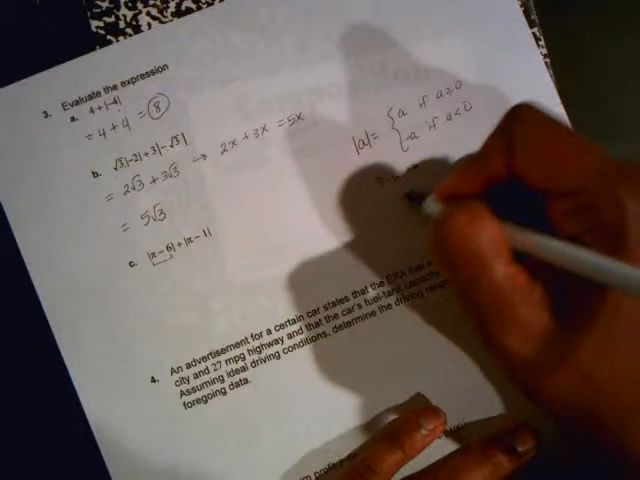 3. Evaluate the expression
a. 4+|-4|
= 4+4 = 8
b. √3|-2|+3|-√3| → 2x+3x = 5x
= 2√3 + 3√3
= 5√3
|a| = { a if a≥0
-a if a<0
c. |π-6|+|π-1|
4. An advertisement for a certain car states that the ERA fuel
city and 27 mpg highway and that the car's fuel-tank capacity
Assuming ideal driving conditions, determine the driving
foregoing data.
profit